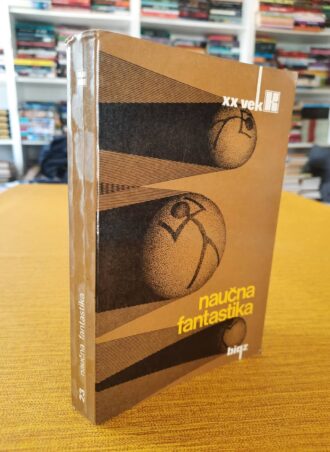 xx vek
naučna
fantastika
bigz
23 naučna fantastika